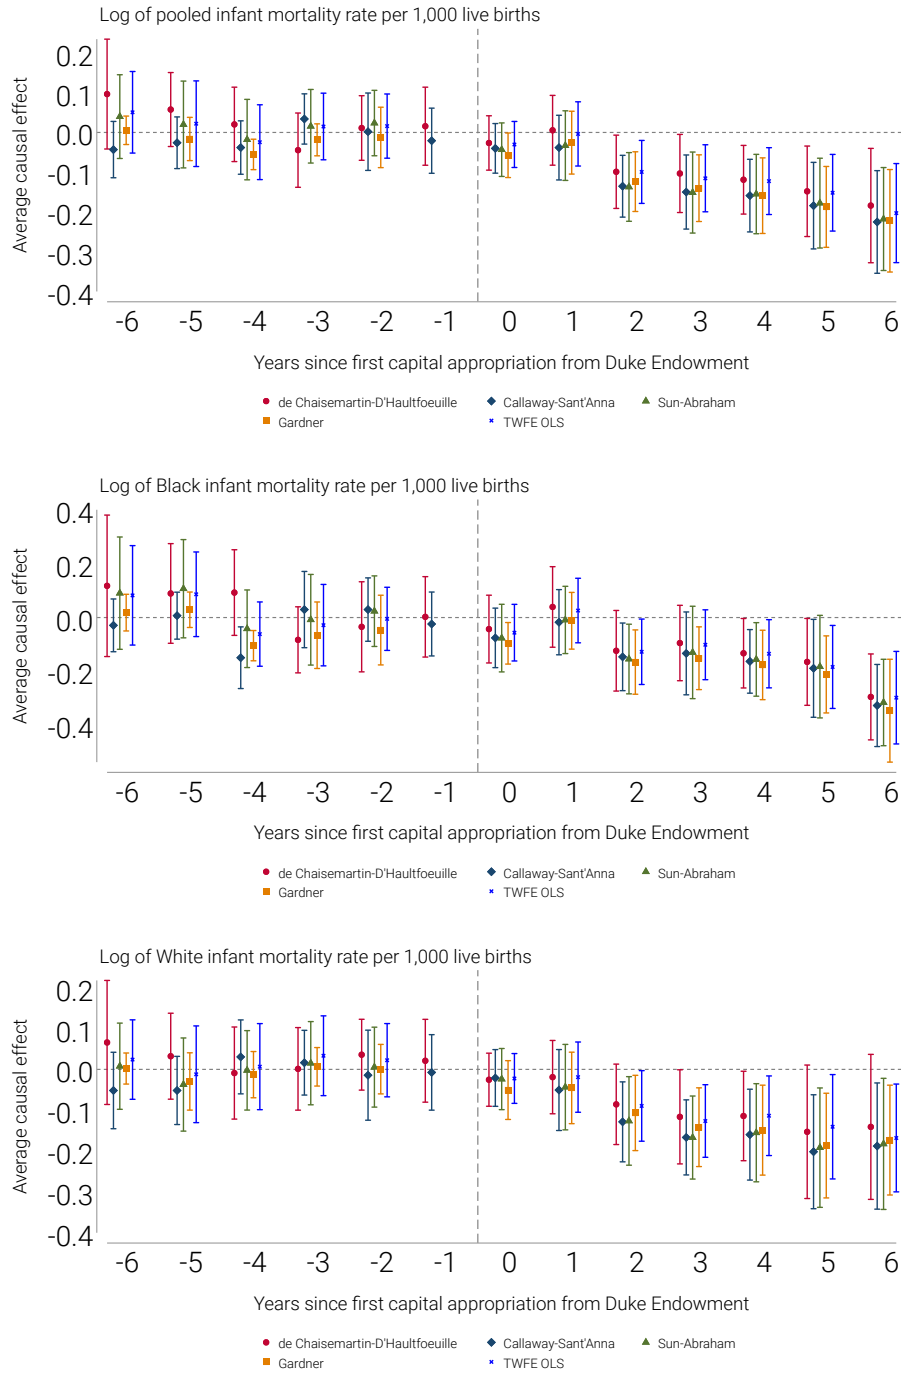 Log of pooled infant mortality rate per 1,000 live births
Average causal effect
0.2
0.1
0.0
-0.1
-0.2
-0.3
-0.4
-6 -5 -4 -3 -2 -1 0 1 2 3 4 5 6
Years since first capital appropriation from Duke Endowment
de Chaisemartin-D'Haultfoeuille Callaway-Sant'Anna Sun-Abraham
Gardner TWFE OLS
Log of Black infant mortality rate per 1,000 live births
Average causal effect
0.4
0.2
0.0
-0.2
-0.4
-6 -5 -4 -3 -2 -1 0 1 2 3 4 5 6
Years since first capital appropriation from Duke Endowment
de Chaisemartin-D'Haultfoeuille Callaway-Sant'Anna Sun-Abraham
Gardner TWFE OLS
Log of White infant mortality rate per 1,000 live births
Average causal effect
0.2
0.1
0.0
-0.1
-0.2
-0.3
-0.4
-6 -5 -4 -3 -2 -1 0 1 2 3 4 5 6
Years since first capital appropriation from Duke Endowment
de Chaisemartin-D'Haultfoeuille Callaway-Sant'Anna Sun-Abraham
Gardner TWFE OLS